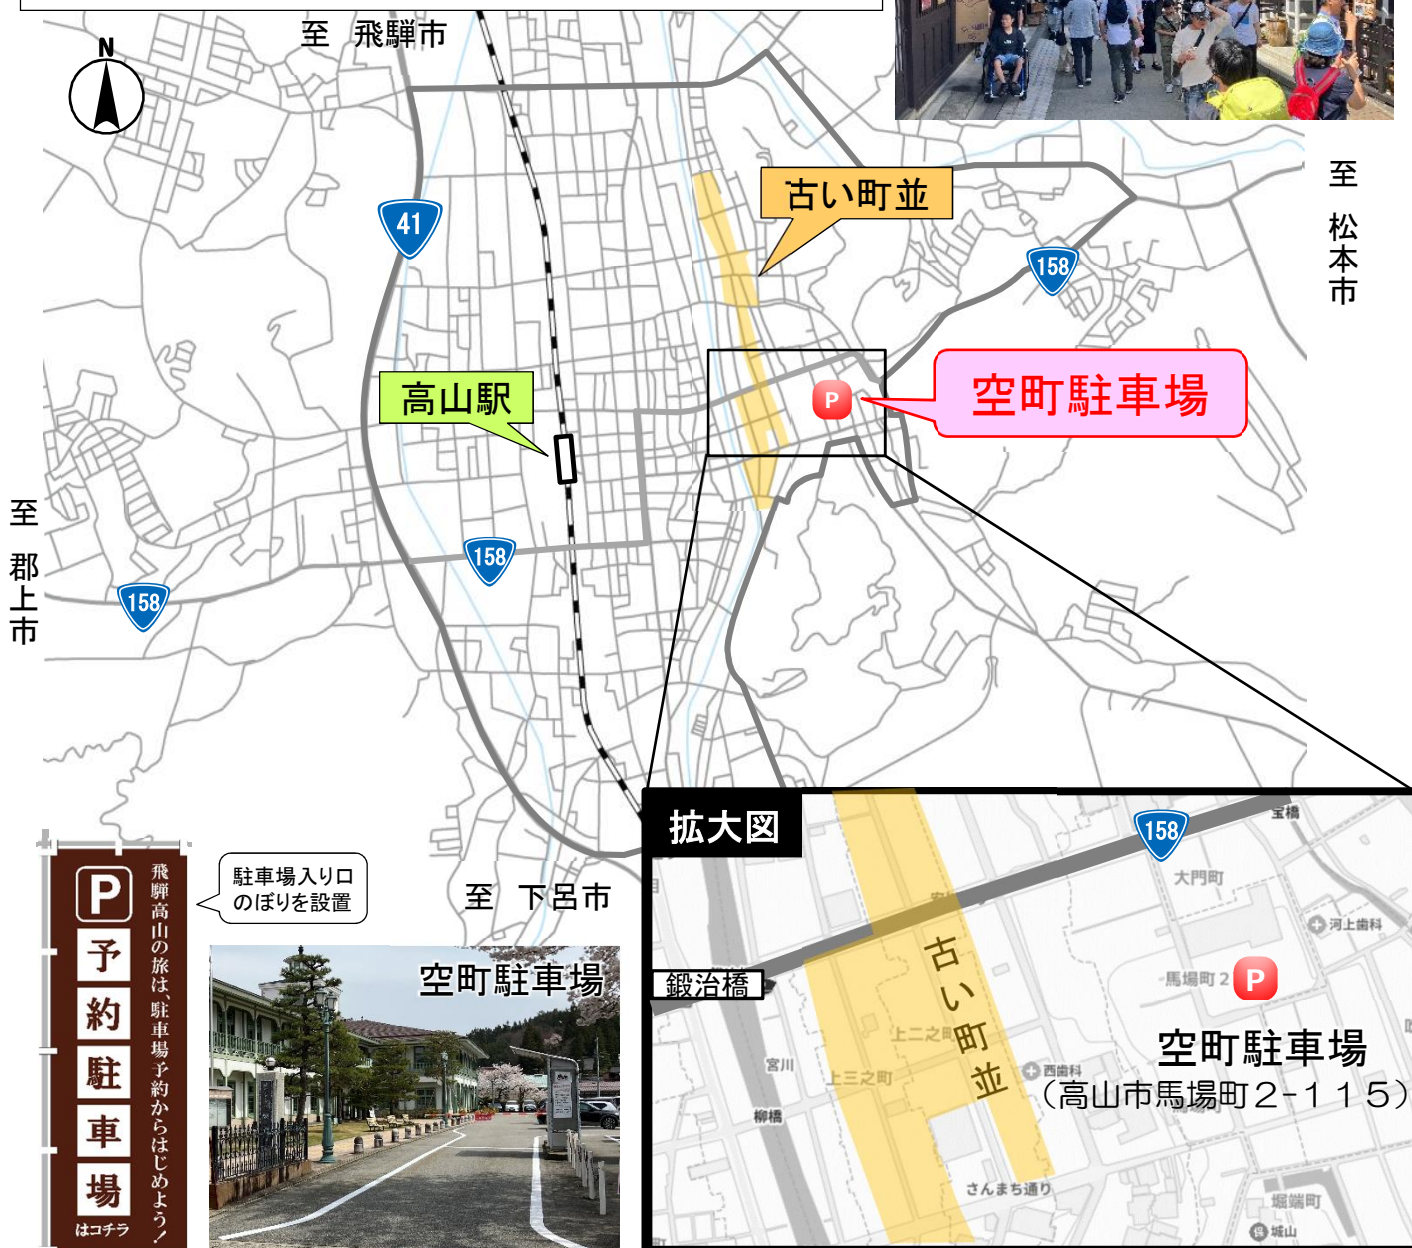 至 飛騨市
N
41
古い町並
至 松本市
158
高山駅
P
空町駐車場
至 郡上市
158
158
至 下呂市
拡大図
158
宝橋
大門町
河上歯科
馬場町2
P
鍛治橋
古い町並
上二之町
上三之町
宮川
柳橋
西歯科
空町駐車場
（高山市馬場町２-１１５）
さんまち通り
堀端町
城山
駐車場入り口
のぼりを設置
飛騨高山の旅は、駐車場予約からはじめよう！
P
予約駐車場
はコチラ
空町駐車場